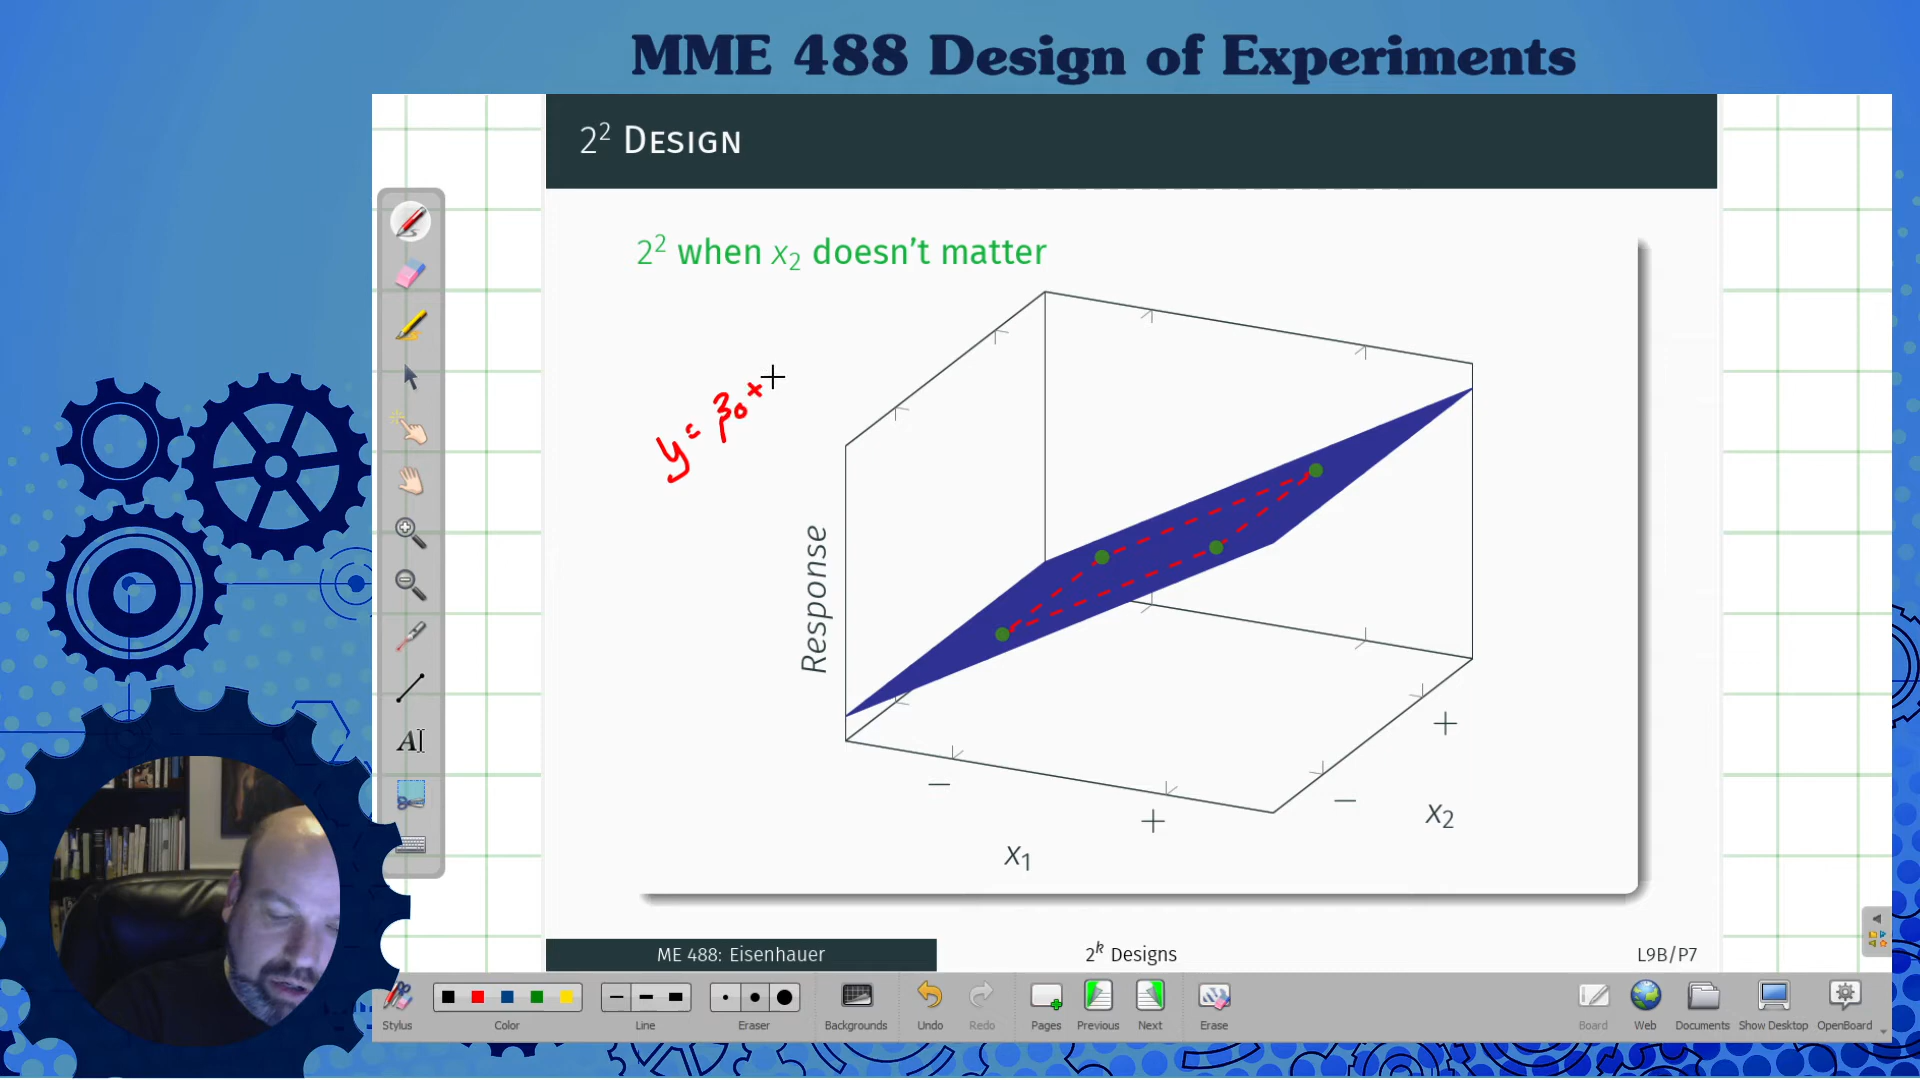 MME 488 Design of Experiments
2² DESIGN
2² when x₂ doesn't matter
y = β₀ +
Response
−
+
x₁
−
+
x₂
ME 488: Eisenhauer
2ᵏ Designs
L9B/P7
A
Stylus
Color
Line
Eraser
Backgrounds
Undo
Redo
Pages
Previous
Next
Erase
Board
Web
Documents
Show Desktop
OpenBoard